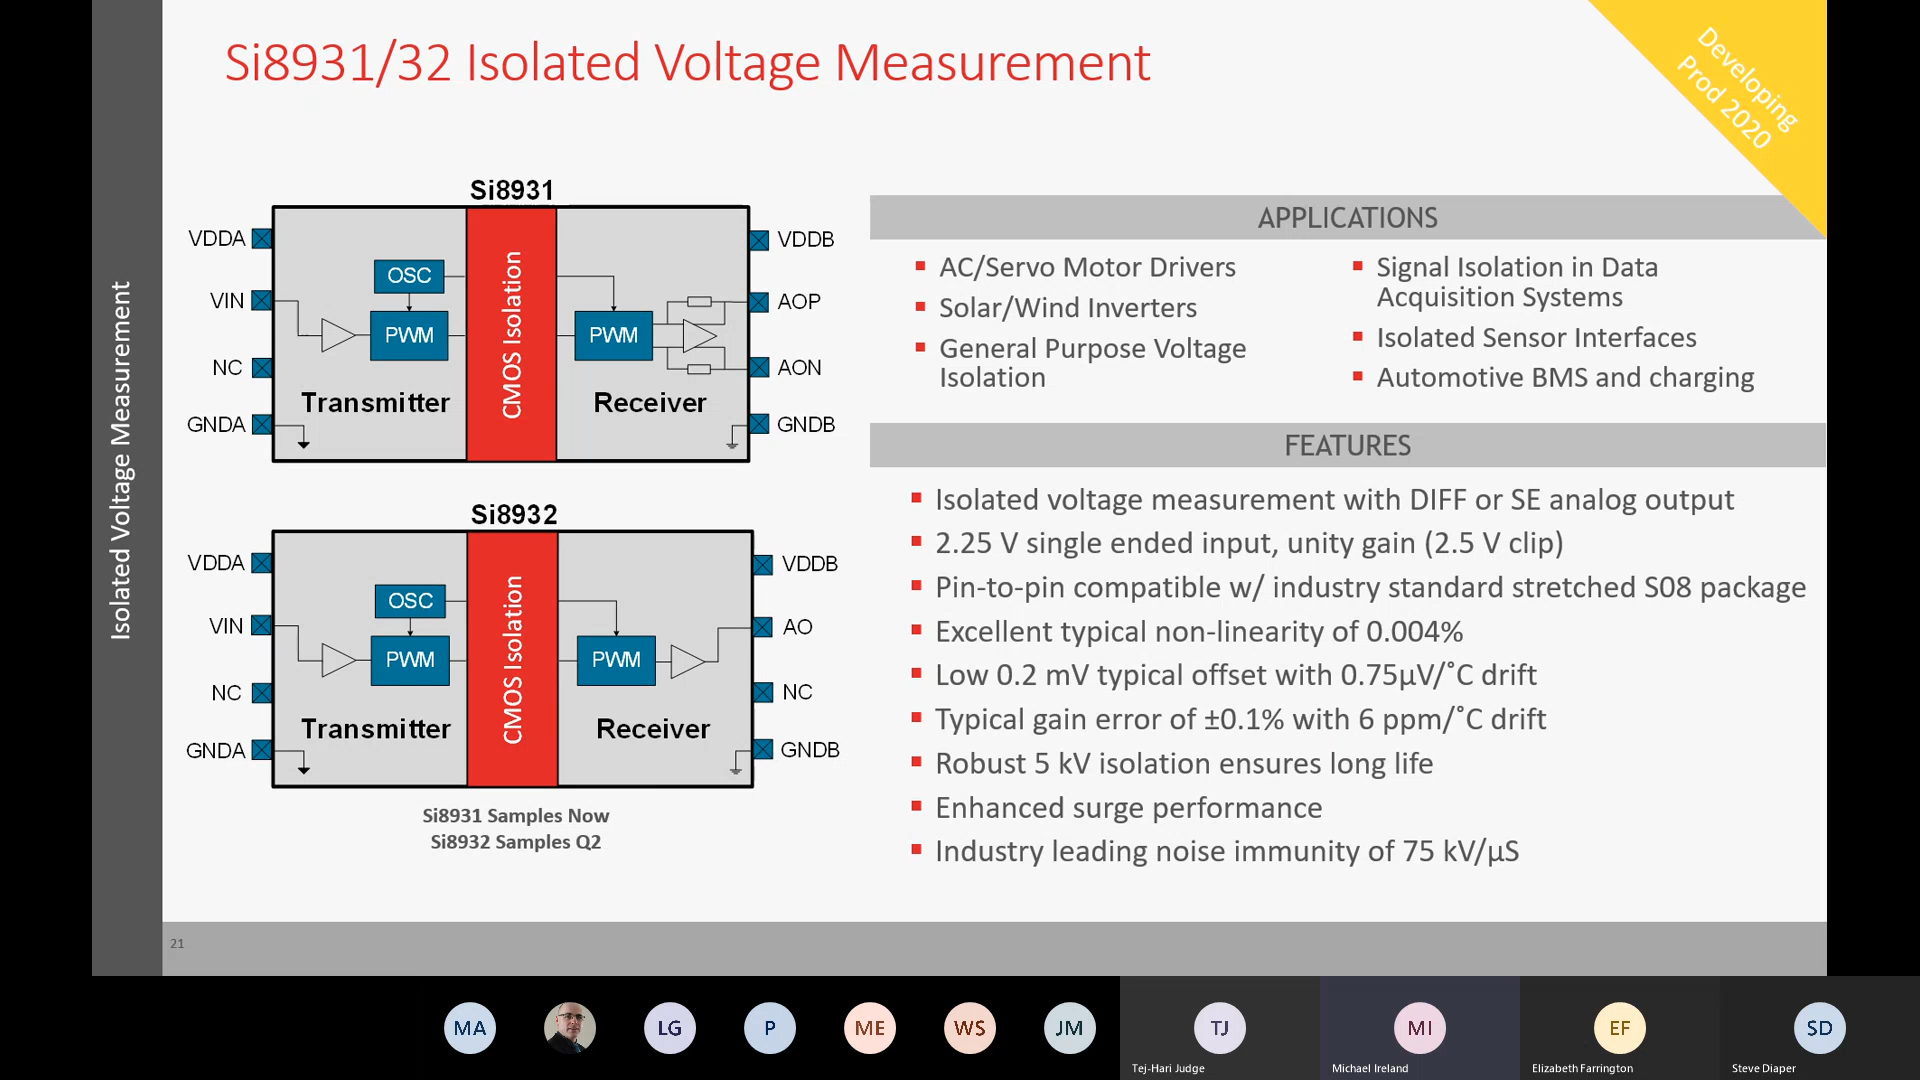 Si8931/32 Isolated Voltage Measurement
Developing
Prod 2020
Isolated Voltage Measurement
Si8931
VDDA
VIN
NC
GNDA
OSC
PWM
Transmitter
CMOS Isolation
PWM
Receiver
VDDB
AOP
AON
GNDB
Si8932
VDDA
VIN
NC
GNDA
OSC
PWM
Transmitter
CMOS Isolation
PWM
Receiver
VDDB
AO
NC
GNDB
Si8931 Samples Now
Si8932 Samples Q2
APPLICATIONS
AC/Servo Motor Drivers
Solar/Wind Inverters
General Purpose Voltage
Isolation
Signal Isolation in Data
Acquisition Systems
Isolated Sensor Interfaces
Automotive BMS and charging
FEATURES
Isolated voltage measurement with DIFF or SE analog output
2.25 V single ended input, unity gain (2.5 V clip)
Pin-to-pin compatible w/ industry standard stretched S08 package
Excellent typical non-linearity of 0.004%
Low 0.2 mV typical offset with 0.75µV/˚C drift
Typical gain error of ±0.1% with 6 ppm/˚C drift
Robust 5 kV isolation ensures long life
Enhanced surge performance
Industry leading noise immunity of 75 kV/µS
21
MA
LG
P
ME
WS
JM
TJ
MI
EF
SD
Tej-Hari Judge
Michael Ireland
Elizabeth Farrington
Steve Diaper